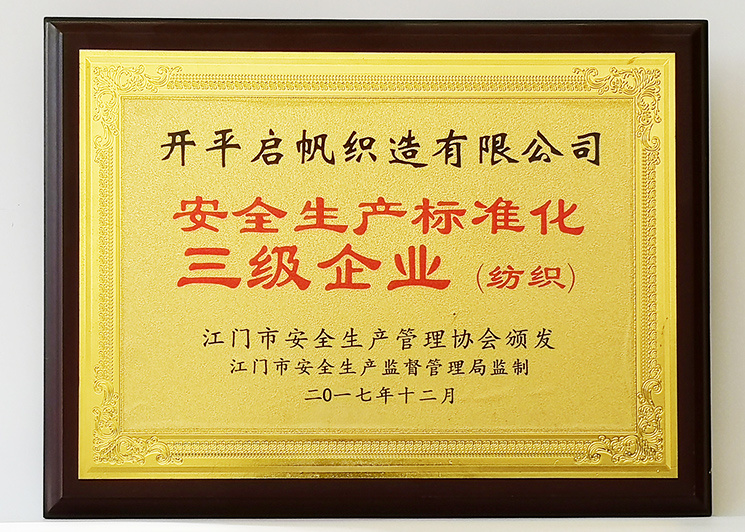 开平启帆织造有限公司
安全生产标准化
三级企业(纺织)
江门市安全生产管理协会颁发
江门市安全生产监督管理局监制
二〇一七年十二月